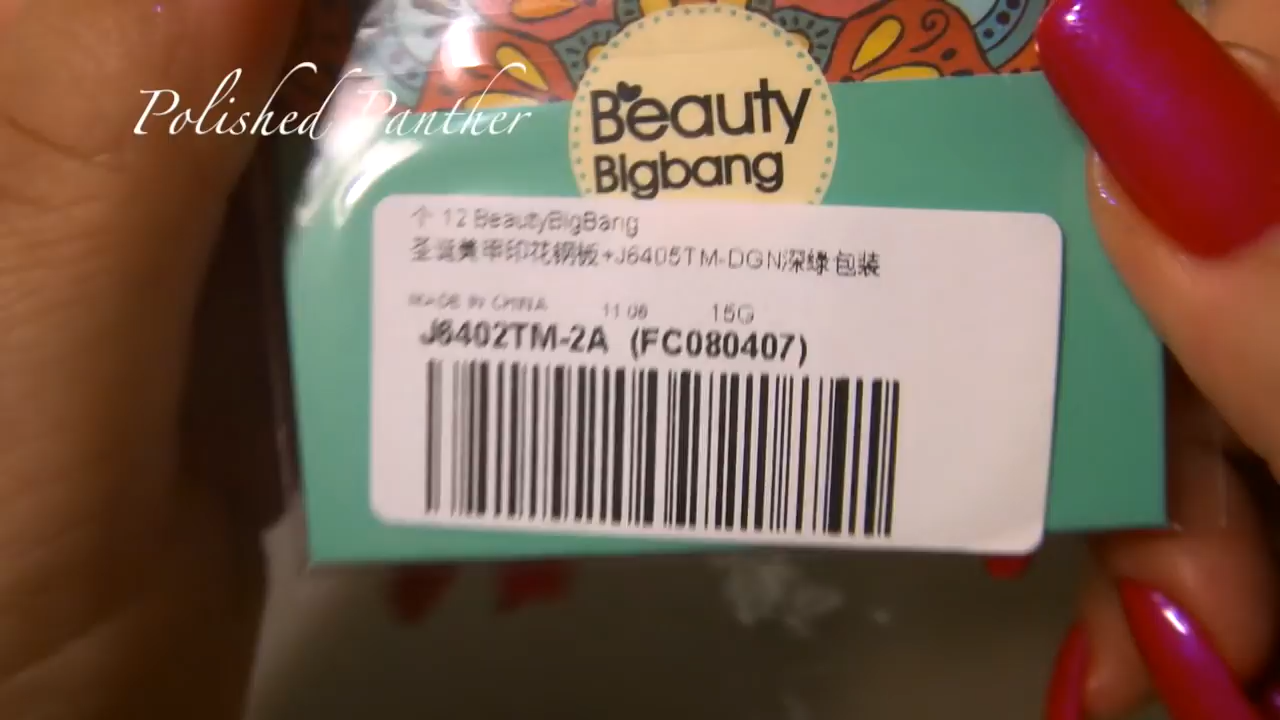 Polished Panther
Beauty
BIgbang
个 12 BeautyBigBang
圣诞美甲印花钢板+J6405TM-DGN深绿包装
MADE IN CHINA 11 06 15G
J6402TM-2A (FC080407)